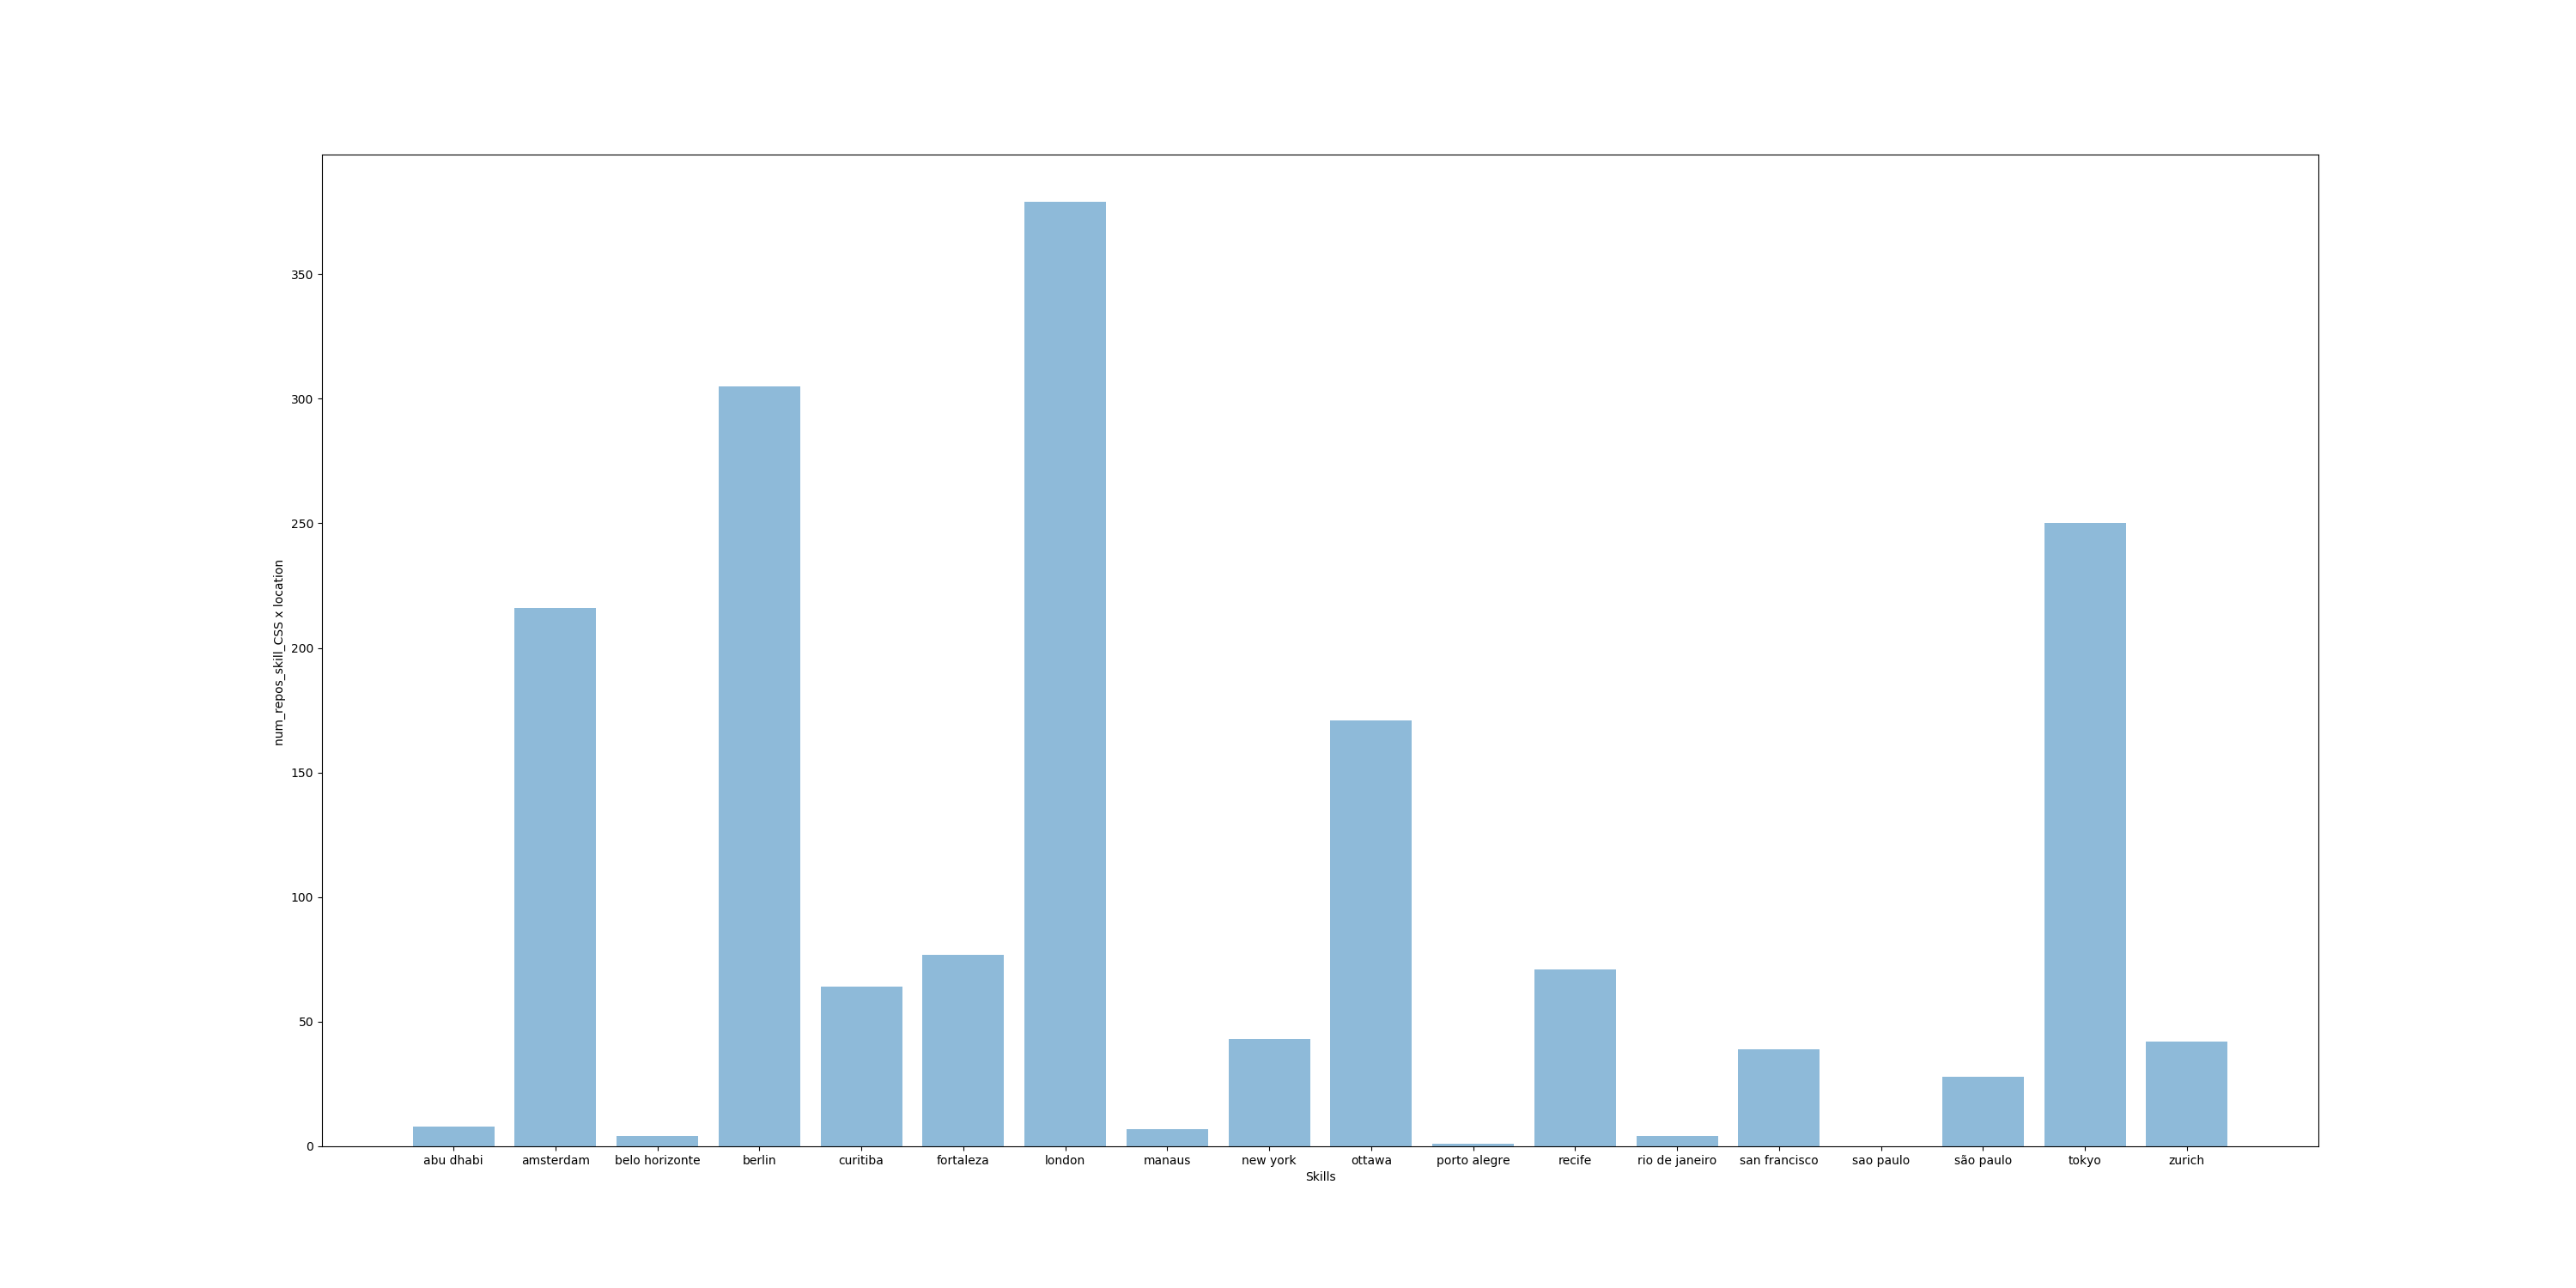 num_repos_skill_CSS x location
350
300
250
200
150
100
50
0
abu dhabi amsterdam belo horizonte berlin curitiba fortaleza london manaus new york ottawa porto alegre recife rio de janeiro san francisco sao paulo são paulo tokyo zurich
Skills